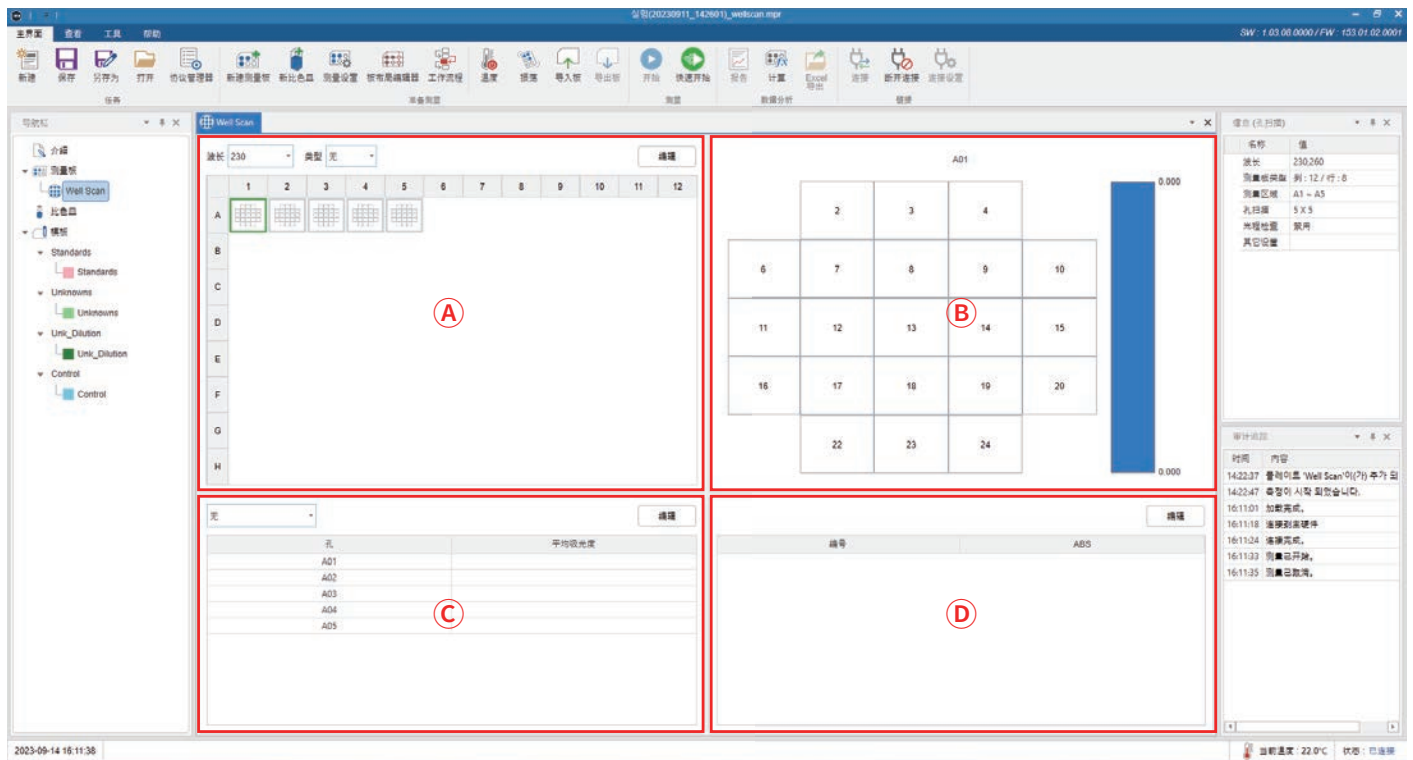 실험(20230911_142601)_wellscan.mpr
主界面 查看 工具 帮助
SW : 1.03.08.0000 / FW : 153.01.02.0001
新建 保存 另存为 打开 协议管理器 新建测量板 新比色皿 测量设置 板布局编辑器 工作流程 温度 振荡 导入板 导出板 开始 快速开始 报告 计算 Excel 导出 连接 断开连接 连接设置
任务 准备测量 测量 数据分析 链接
导航栏
介绍
测量板
Well Scan
比色皿
模板
Standards
Standards
Unknowns
Unknowns
Unk_Dilution
Unk_Dilution
Control
Control
Well Scan
波长 230 类型 无 编辑
1 2 3 4 5 6 7 8 9 10 11 12
A
B
C
D
E
F
G
H
Ⓐ
A01
0.000
2 3 4
6 7 8 9 10
11 12 13 14 15
16 17 18 19 20
22 23 24
0.000
Ⓑ
无 编辑
孔 平均吸光度
A01
A02
A03
A04
A05
Ⓒ
编辑
编号 ABS
Ⓓ
信息 (孔扫描)
名称 值
波长 230,260
测量板类型 列 : 12 / 行 : 8
测量区域 A1 ~ A5
孔扫描 5 X 5
光程检查 禁用
其它设置
审计追踪
时间 内容
14:22:37 플레이트 'Well Scan'이(가) 추가 되
14:22:47 측정이 시작 되었습니다.
16:11:01 加载完成。
16:11:18 连接到主硬件
16:11:24 连接完成。
16:11:33 测量已开始。
16:11:35 测量已取消。
2023-09-14 16:11:38
当前温度 : 22.0°C 状态 : 已连接